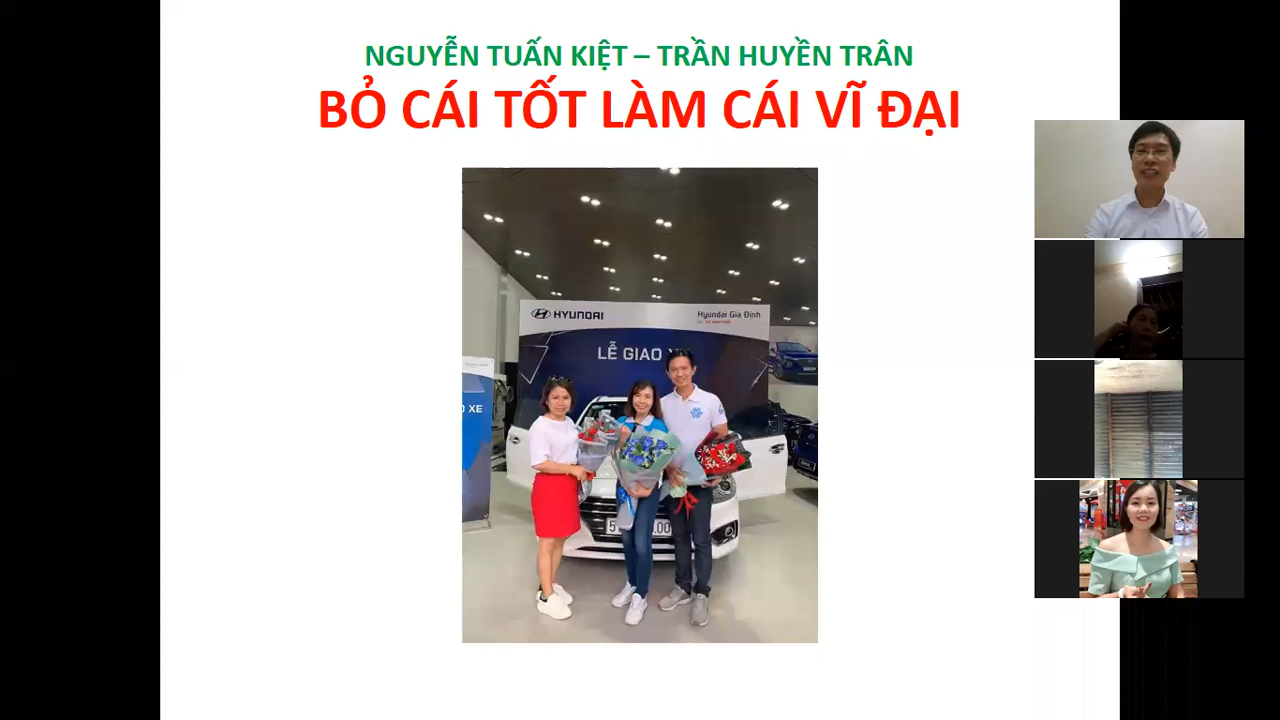 NGUYỄN TUẤN KIỆT – TRẦN HUYỀN TRÂN
BỎ CÁI TỐT LÀM CÁI VĨ ĐẠI
HYUNDAI
Hyundai Gia Định
LỄ GIAO
XE